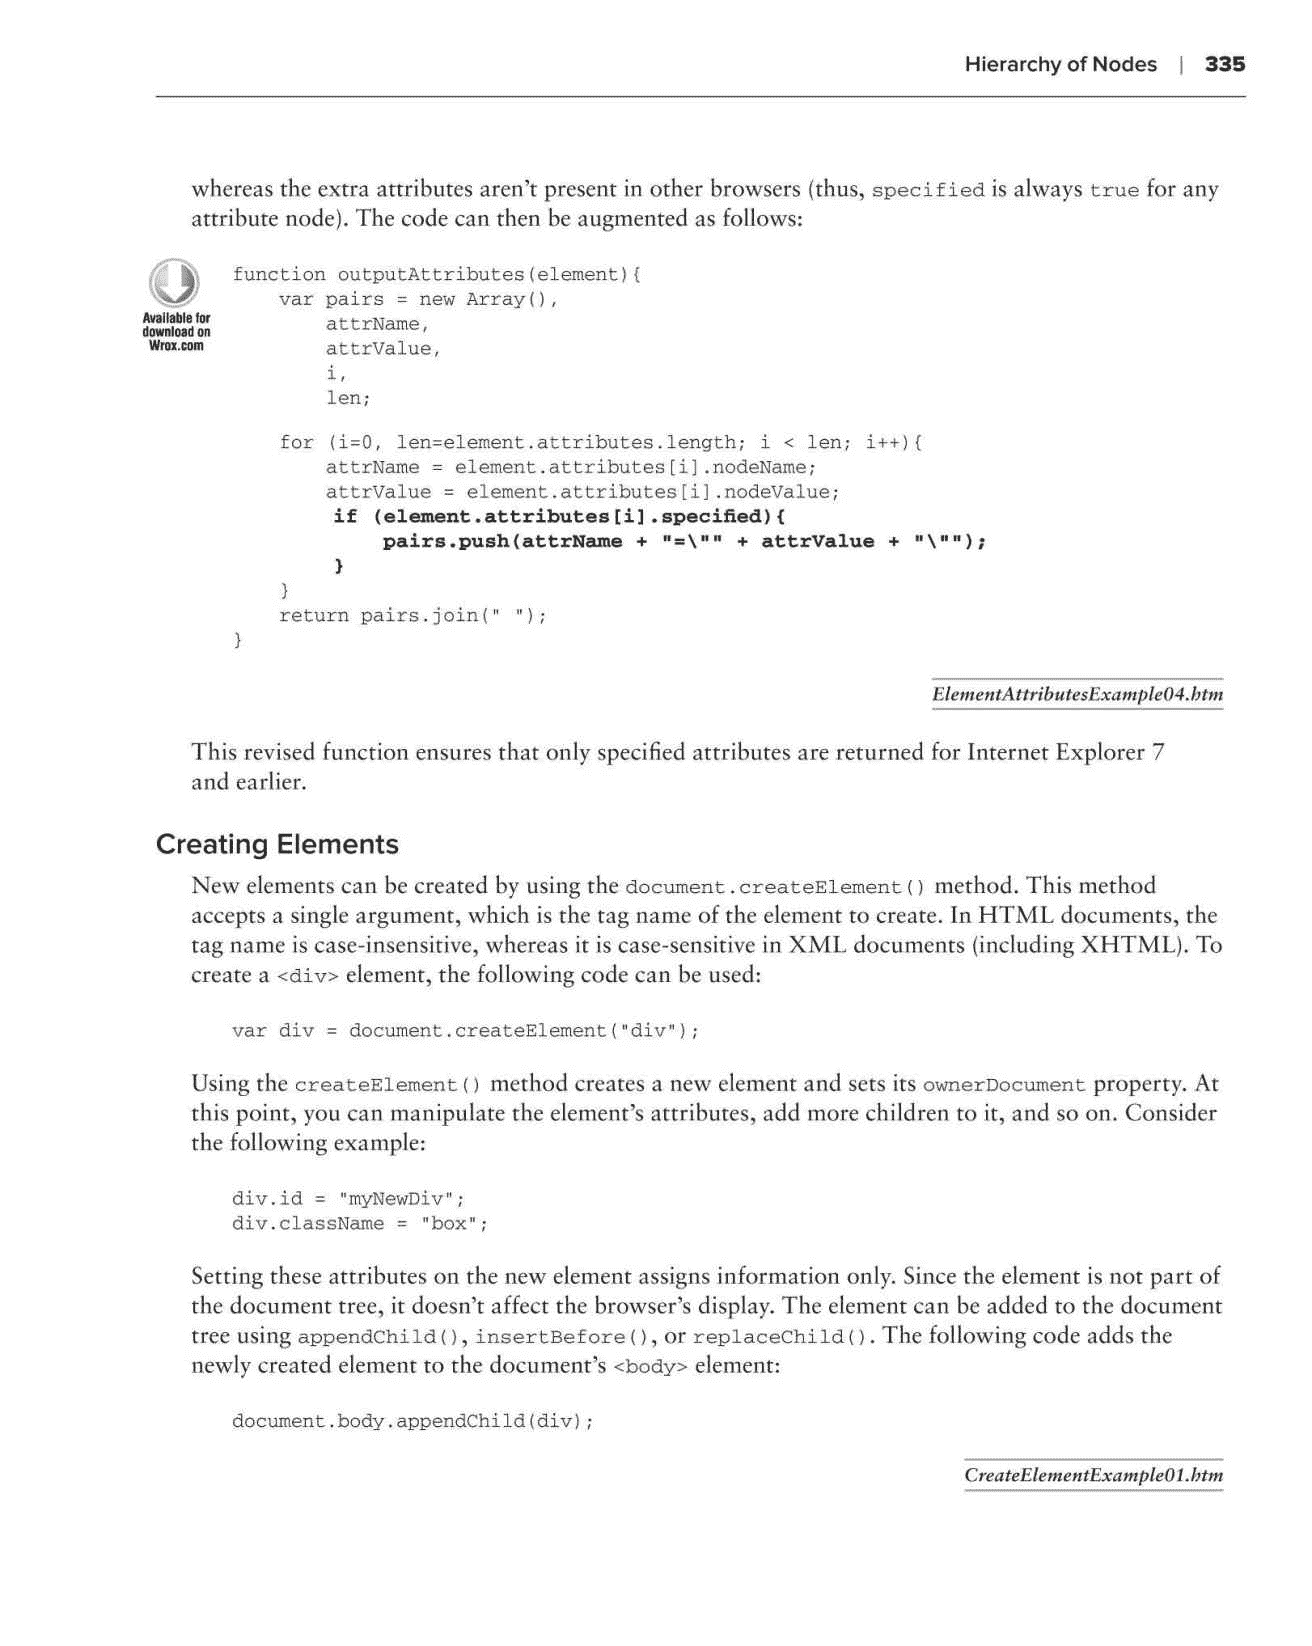 Hierarchy of Nodes | 335
whereas the extra attributes aren’t present in other browsers (thus, specified is always true for any
attribute node). The code can then be augmented as follows:
Available for
download on
Wrox.com
function outputAttributes(element){
    var pairs = new Array(),
        attrName,
        attrValue,
        i,
        len;
    for (i=0, len=element.attributes.length; i < len; i++){
        attrName = element.attributes[i].nodeName;
        attrValue = element.attributes[i].nodeValue;
        if (element.attributes[i].specified){
            pairs.push(attrName + "=\"" + attrValue + "\"");
        }
    }
    return pairs.join(" ");
}
ElementAttributesExample04.htm
This revised function ensures that only specified attributes are returned for Internet Explorer 7
and earlier.
Creating Elements
New elements can be created by using the document.createElement() method. This method
accepts a single argument, which is the tag name of the element to create. In HTML documents, the
tag name is case-insensitive, whereas it is case-sensitive in XML documents (including XHTML). To
create a <div> element, the following code can be used:
var div = document.createElement("div");
Using the createElement() method creates a new element and sets its ownerDocument property. At
this point, you can manipulate the element’s attributes, add more children to it, and so on. Consider
the following example:
div.id = "myNewDiv";
div.className = "box";
Setting these attributes on the new element assigns information only. Since the element is not part of
the document tree, it doesn’t affect the browser’s display. The element can be added to the document
tree using appendChild(), insertBefore(), or replaceChild(). The following code adds the
newly created element to the document’s <body> element:
document.body.appendChild(div);
CreateElementExample01.htm